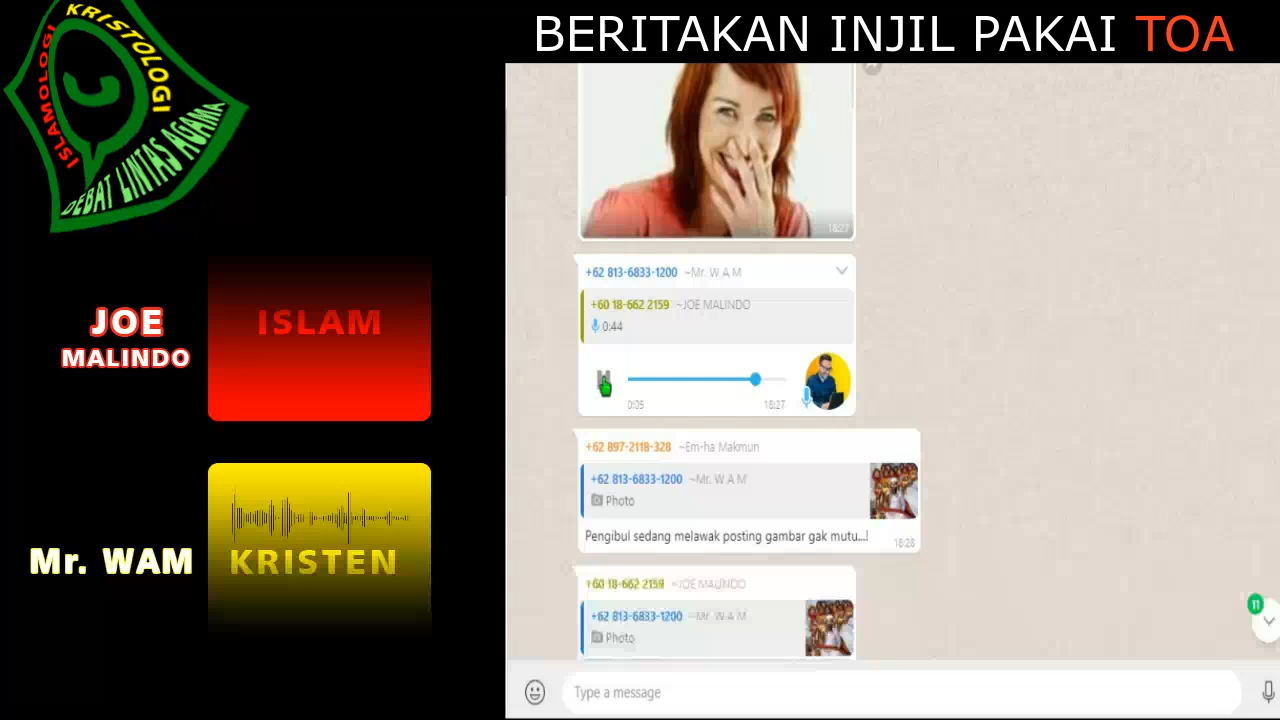 BERITAKAN INJIL PAKAI TOA
ISLAMOLOGI
KRISTOLOGI
DEBAT LINTAS AGAMA
JOE
MALINDO
ISLAM
Mr. WAM
KRISTEN
18:27
+62 813-6833-1200 ~Mr. W A M
+60 18-662 2159 ~JOE MALINDO
0:44
0:05
18:27
+62 897-2118-328 ~Em-ha Makmun
+62 813-6833-1200 ~Mr. W A M
Photo
Pengibul sedang melawak posting gambar gak mutu...!
18:28
+60 18-662 2159 ~JOE MALINDO
+62 813-6833-1200 ~Mr. W A M
Photo
11
Type a message